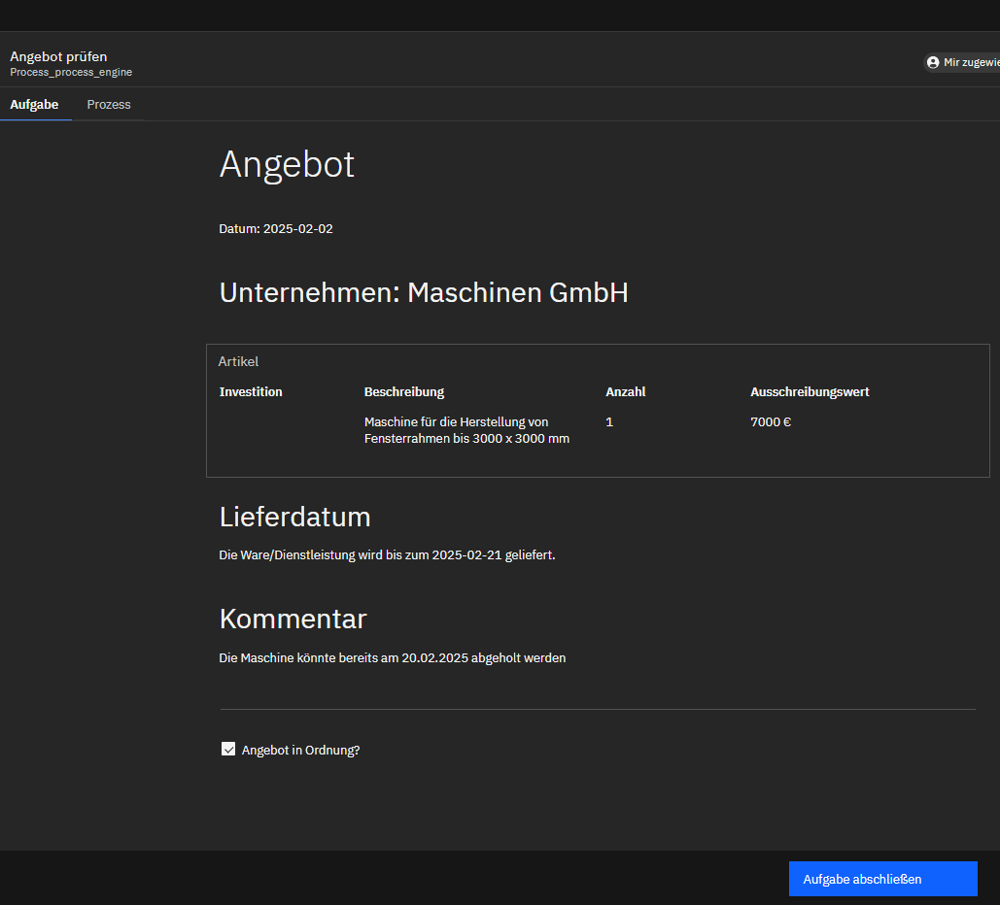 Angebot prüfen
Process_process_engine
Mir zugewie
Aufgabe Prozess
Angebot
Datum: 2025-02-02
Unternehmen: Maschinen GmbH
Artikel
Investition Beschreibung Anzahl Ausschreibungswert
Maschine für die Herstellung von 1 7000 €
Fensterrahmen bis 3000 x 3000 mm
Lieferdatum
Die Ware/Dienstleistung wird bis zum 2025-02-21 geliefert.
Kommentar
Die Maschine könnte bereits am 20.02.2025 abgeholt werden
Angebot in Ordnung?
Aufgabe abschließen